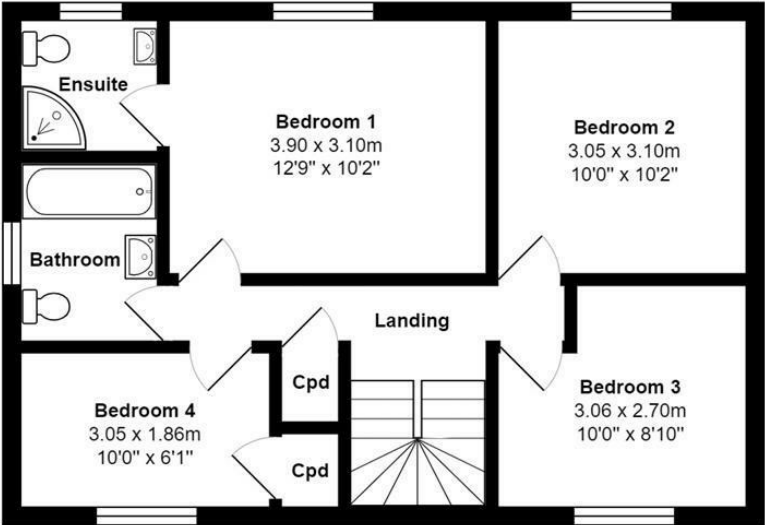 Ensuite
Bedroom 1
3.90 x 3.10m
12'9" x 10'2"
Bedroom 2
3.05 x 3.10m
10'0" x 10'2"
Bathroom
Landing
Cpd
Bedroom 3
3.06 x 2.70m
10'0" x 8'10"
Bedroom 4
3.05 x 1.86m
10'0" x 6'1"
Cpd